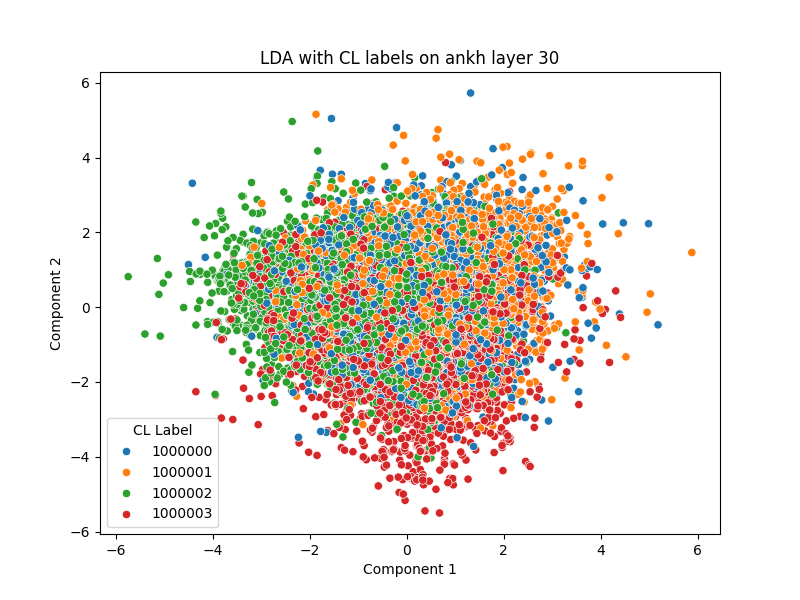 LDA with CL labels on ankh layer 30
6
4
2
0
−2
−4
−6
Component 2
CL Label
1000000
1000001
1000002
1000003
−6 −4 −2 0 2 4 6
Component 1